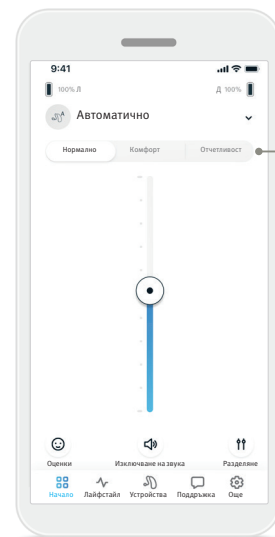 9:41
100% Л
Д 100%
Автоматично
Нормално Комфорт Отчетливост
Оценки Изключване на звука Разделяне
Начало Лайфстайл Устройства Поддръжка Още